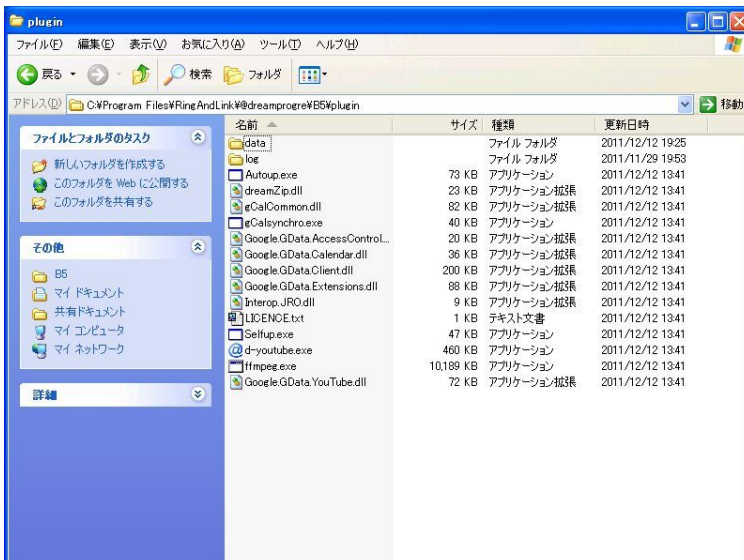 plugin
ファイル(F) 編集(E) 表示(V) お気に入り(A) ツール(T) ヘルプ(H)
戻る 検索 フォルダ
アドレス(D) C:¥Program Files¥RingAndLink¥@dreamprogre¥B5¥plugin 移動
ファイルとフォルダのタスク
新しいフォルダを作成する
このフォルダを Web に公開する
このフォルダを共有する
その他
B5
マイ ドキュメント
共有ドキュメント
マイ コンピュータ
マイ ネットワーク
詳細
名前 サイズ 種類 更新日時
data ファイル フォルダ 2011/12/12 19:25
log ファイル フォルダ 2011/11/29 19:53
Autoup.exe 73 KB アプリケーション 2011/12/12 13:41
dreamZip.dll 23 KB アプリケーション拡張 2011/12/12 13:41
gCalCommon.dll 82 KB アプリケーション拡張 2011/12/12 13:41
gCalsynchro.exe 40 KB アプリケーション 2011/12/12 13:41
Google.GData.AccessControl... 20 KB アプリケーション拡張 2011/12/12 13:41
Google.GData.Calendar.dll 36 KB アプリケーション拡張 2011/12/12 13:41
Google.GData.Client.dll 200 KB アプリケーション拡張 2011/12/12 13:41
Google.GData.Extensions.dll 88 KB アプリケーション拡張 2011/12/12 13:41
Interop.JRO.dll 9 KB アプリケーション拡張 2011/12/12 13:41
LICENCE.txt 1 KB テキスト文書 2011/12/12 13:41
Selfup.exe 47 KB アプリケーション 2011/12/12 13:41
d-youtube.exe 460 KB アプリケーション 2011/12/12 13:41
ffmpeg.exe 10,189 KB アプリケーション 2011/12/12 13:41
Google.GData.YouTube.dll 72 KB アプリケーション拡張 2011/12/12 13:41